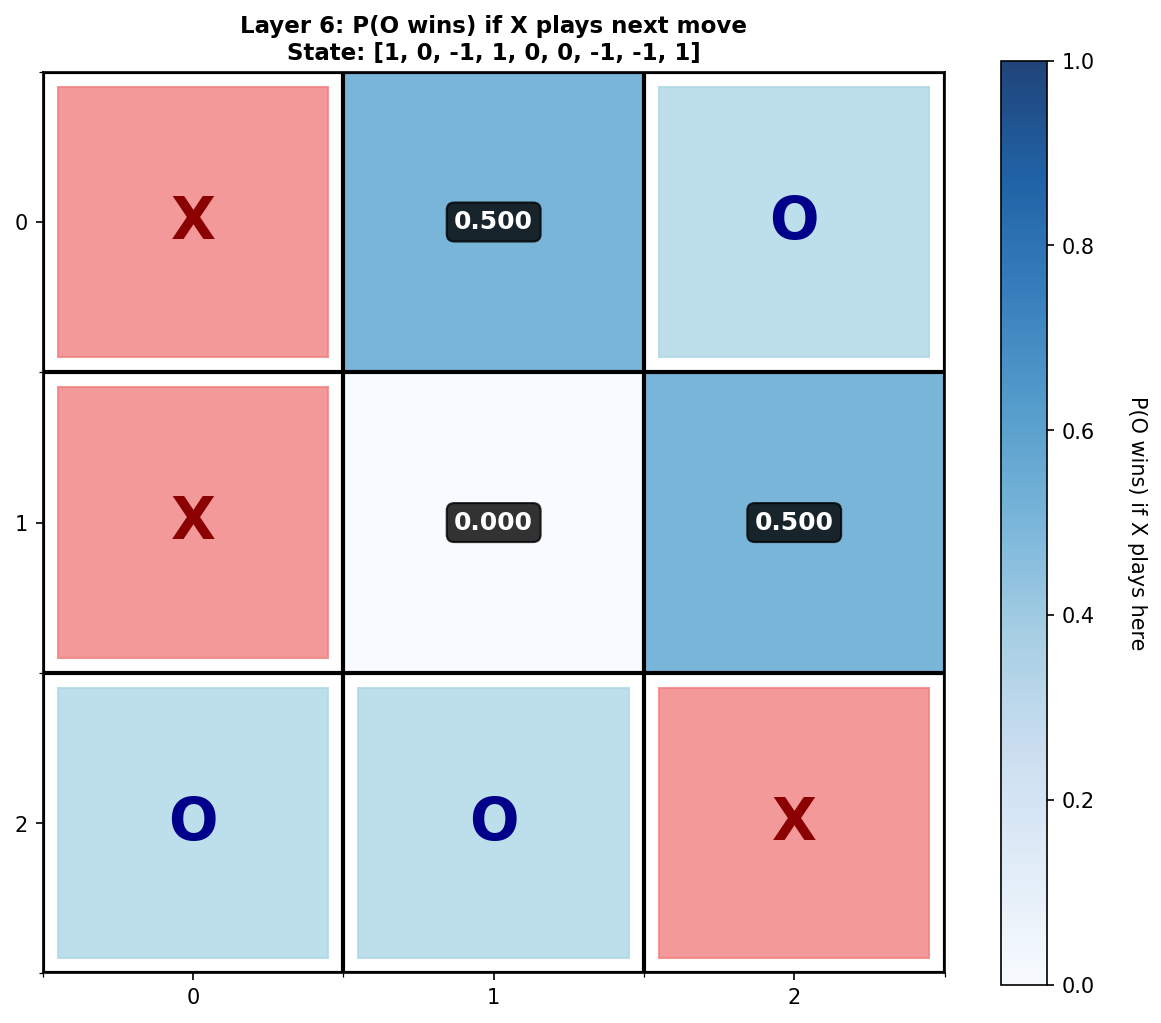 Layer 6: P(O wins) if X plays next move
State: [1, 0, -1, 1, 0, 0, -1, -1, 1]
X
0.500
O
0
X
0.000
0.500
1
O
O
X
2
0
1
2
1.0
0.8
0.6
0.4
0.2
0.0
P(O wins) if X plays here